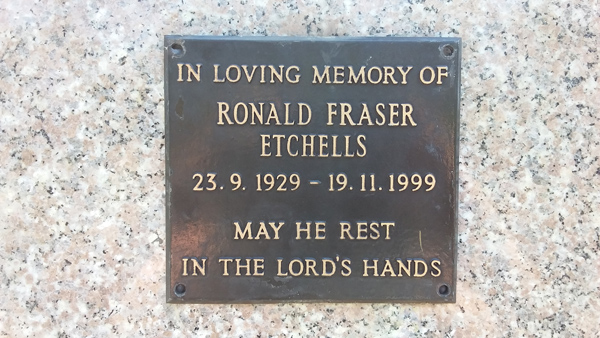 IN LOVING MEMORY OF
RONALD FRASER
ETCHELLS
23.9.1929 – 19.11.1999
MAY HE REST
IN THE LORD'S HANDS